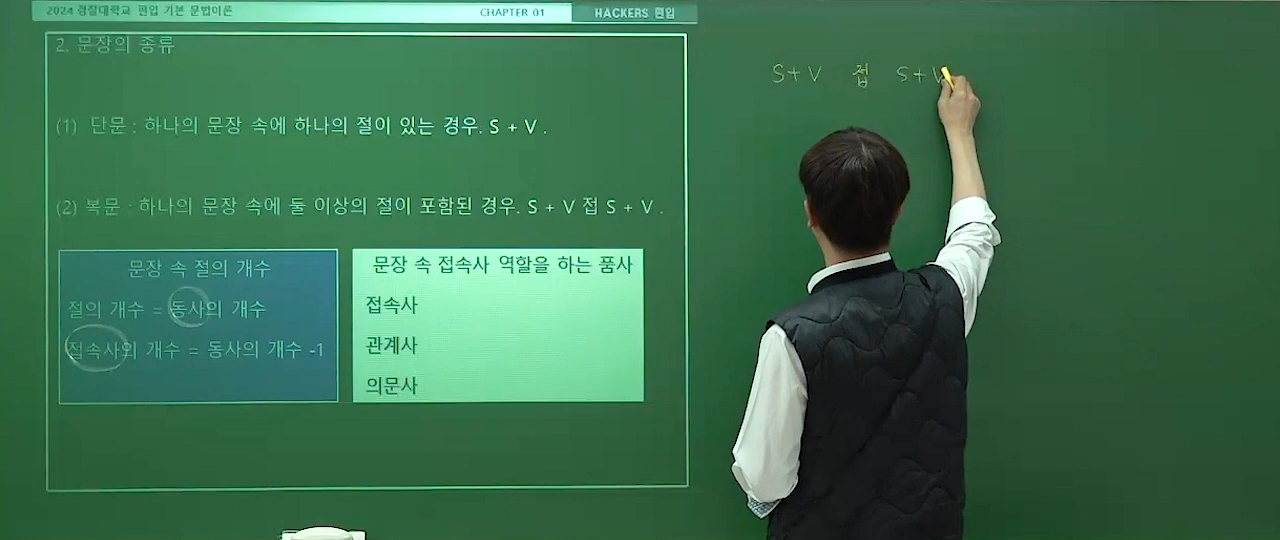 2024 경찰대학교 편입 기본 문법이론 CHAPTER 01 HACKERS 편입
2. 문장의 종류
(1) 단문 : 하나의 문장 속에 하나의 절이 있는 경우. S + V .
(2) 복문 : 하나의 문장 속에 둘 이상의 절이 포함된 경우. S + V 접 S + V .
문장 속 절의 개수
절의 개수 = 동사의 개수
접속사의 개수 = 동사의 개수 -1
문장 속 접속사 역할을 하는 품사
접속사
관계사
의문사
S+V 접 S+V